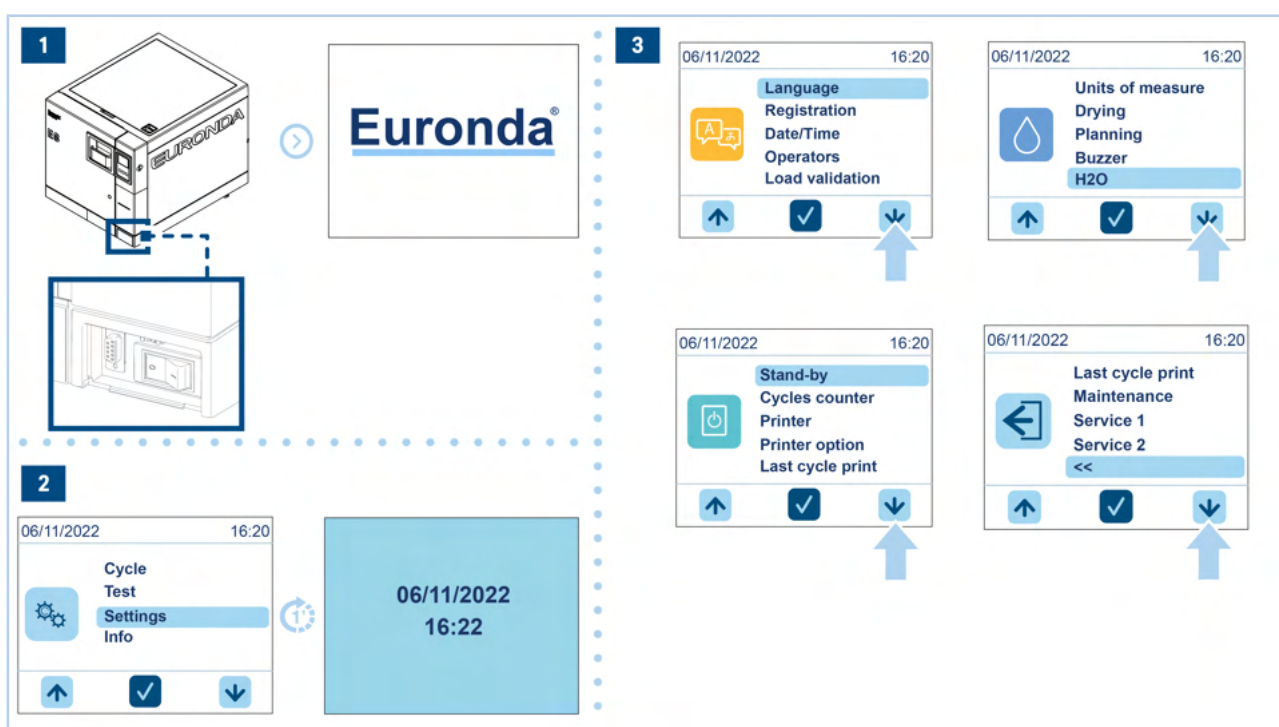 1
E8
EURONDA
Euronda®
2
06/11/2022 16:20
Cycle
Test
Settings
Info
1'
06/11/2022
16:22
3
06/11/2022 16:20
Language
Registration
Date/Time
Operators
Load validation
06/11/2022 16:20
Units of measure
Drying
Planning
Buzzer
H2O
06/11/2022 16:20
Stand-by
Cycles counter
Printer
Printer option
Last cycle print
06/11/2022 16:20
Last cycle print
Maintenance
Service 1
Service 2
<<